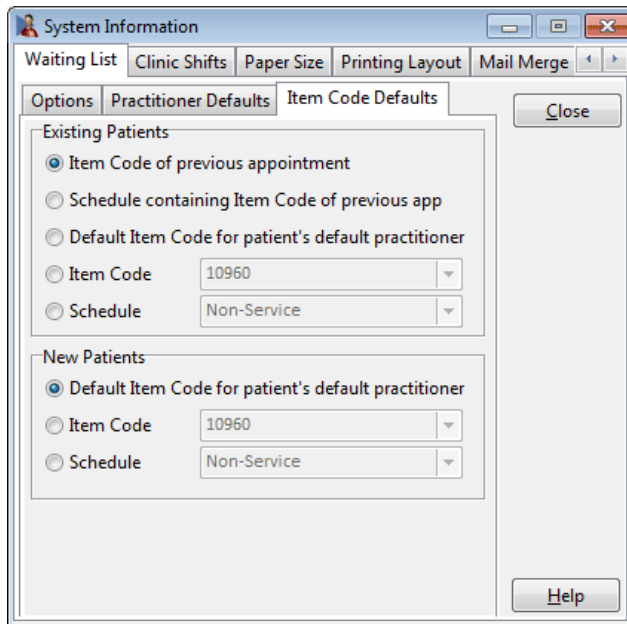 System Information
Waiting List Clinic Shifts Paper Size Printing Layout Mail Merge
Options Practitioner Defaults Item Code Defaults
Close
Existing Patients
Item Code of previous appointment
Schedule containing Item Code of previous app
Default Item Code for patient's default practitioner
Item Code 10960
Schedule Non-Service
New Patients
Default Item Code for patient's default practitioner
Item Code 10960
Schedule Non-Service
Help